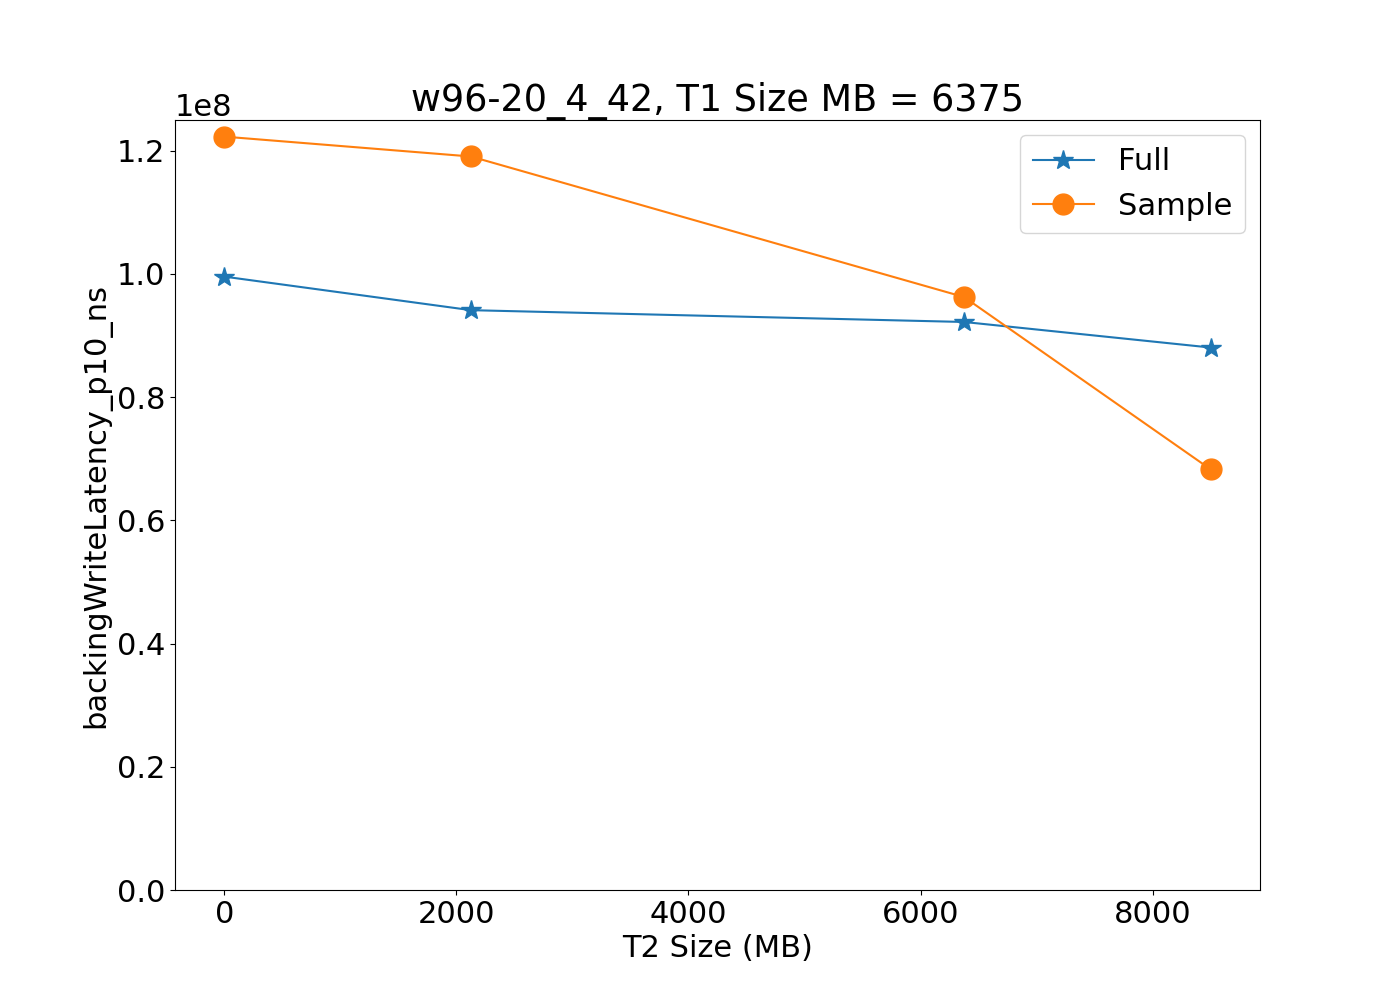 w96-20_4_42, T1 Size MB = 6375
1e8
Full
Sample
1.2
1.0
0.8
0.6
0.4
0.2
0.0
backingWriteLatency_p10_ns
0 2000 4000 6000 8000
T2 Size (MB)